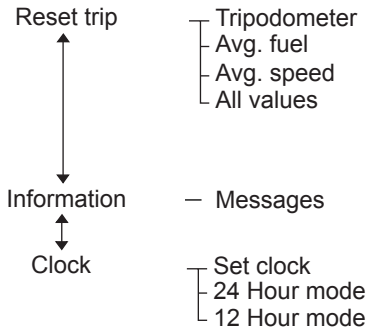 Reset trip
Tripodometer
Avg. fuel
Avg. speed
All values
Information
Messages
Clock
Set clock
24 Hour mode
12 Hour mode